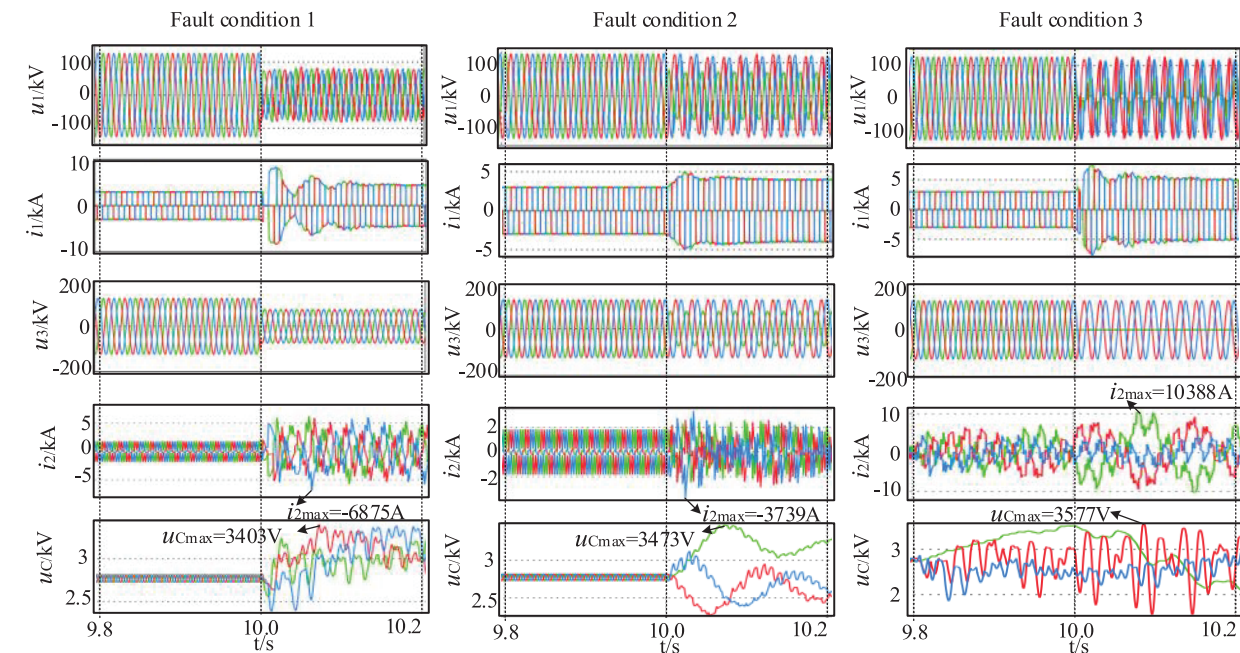 Fault condition 1
100
0
-100
u1/kV
10
0
-10
i1/kA
200
0
-200
u3/kV
5
0
-5
i2/kA
i2max=-6875A
uCmax=3403V
3
2.5
uC/kV
9.8
10.0
10.2
t/s
Fault condition 2
100
0
-100
u1/kV
5
0
-5
i1/kA
200
0
-200
u3/kV
2
0
-2
i2/kA
i2max=-3739A
uCmax=3473V
3
2.5
uC/kV
9.8
10.0
10.2
t/s
Fault condition 3
100
0
-100
u1/kV
5
0
-5
i1/kA
200
0
-200
u3/kV
i2max=10388A
10
0
-10
i2/kA
uCmax=3577V
3
2
uC/kV
9.8
10.0
10.2
t/s